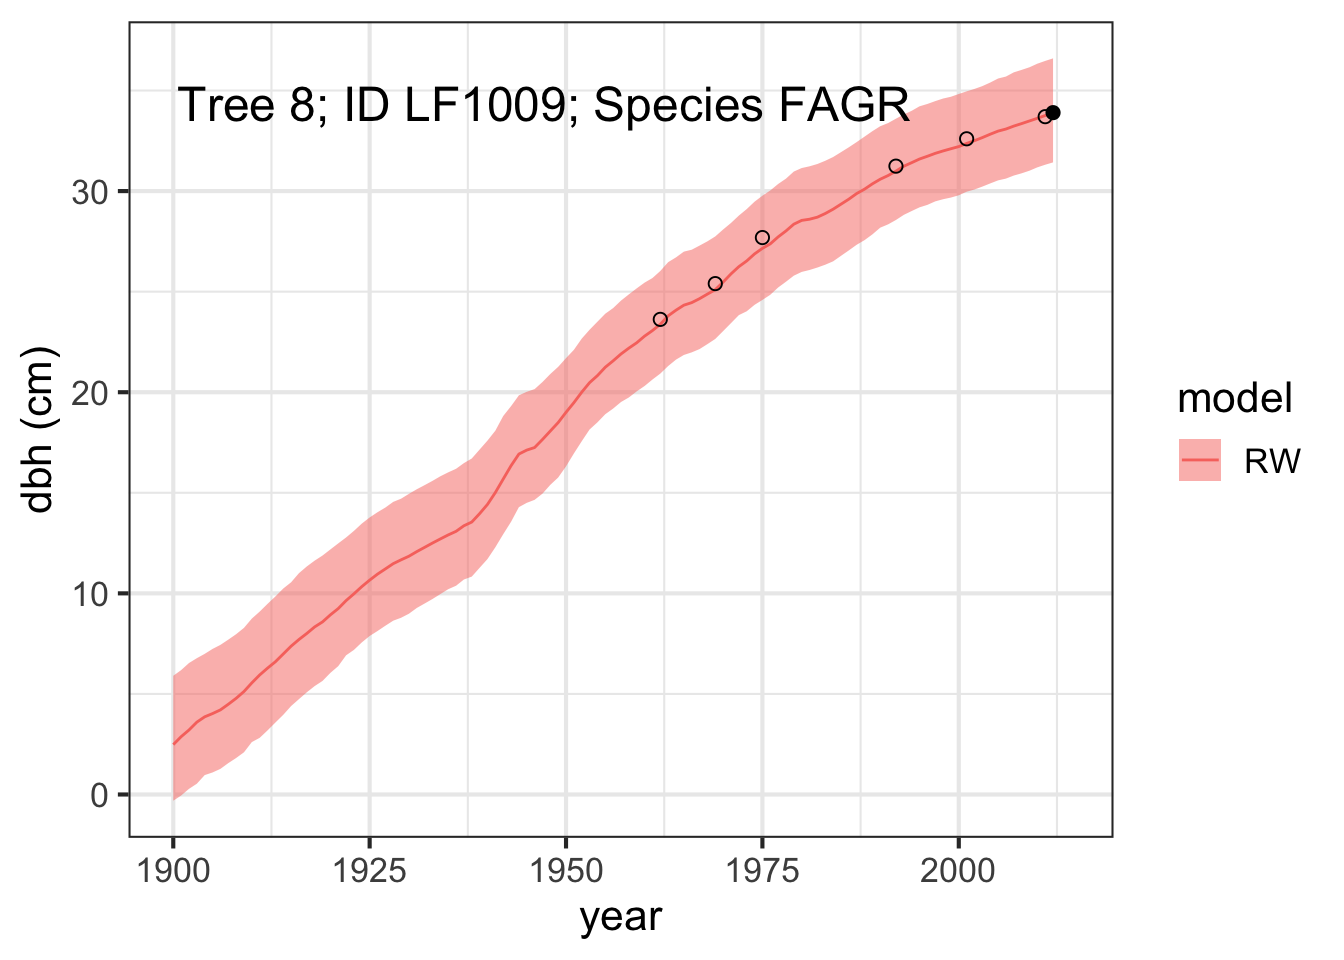 Tree 8; ID LF1009; Species FAGR
30
20
10
0
dbh (cm)
1900 1925 1950 1975 2000
year
model
RW